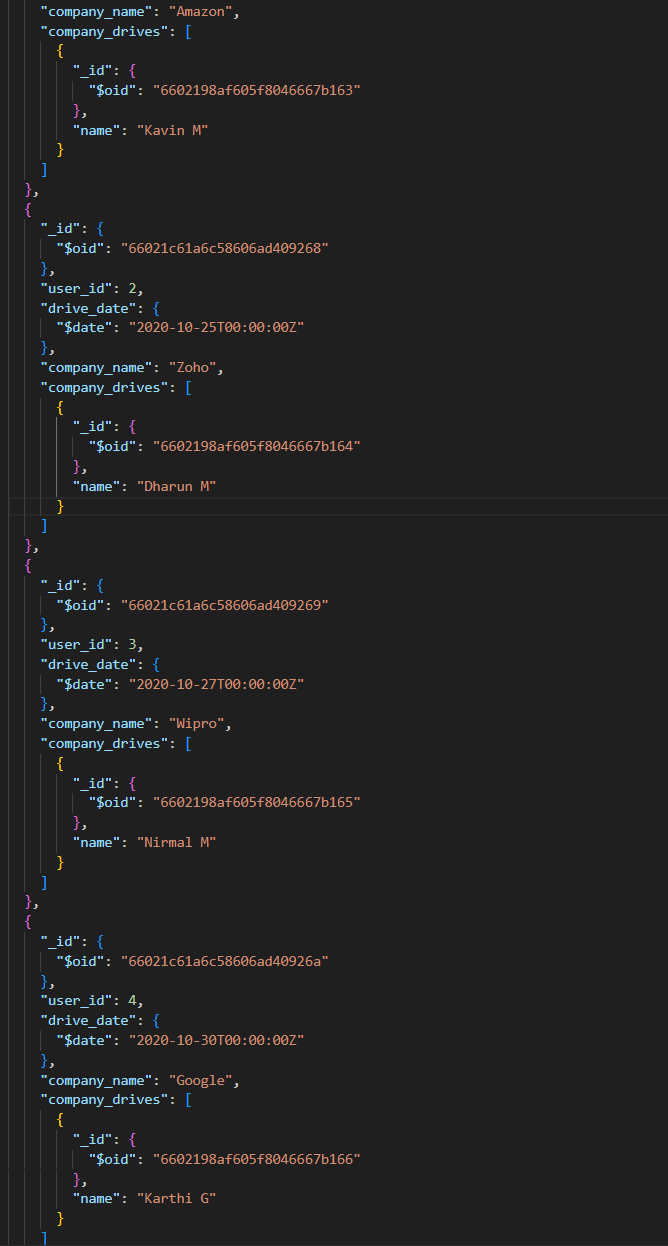 "company_name": "Amazon",
"company_drives": [
{
"_id": {
"$oid": "6602198af605f8046667b163"
},
"name": "Kavin M"
}
]
},
{
"_id": {
"$oid": "66021c61a6c58606ad409268"
},
"user_id": 2,
"drive_date": {
"$date": "2020-10-25T00:00:00Z"
},
"company_name": "Zoho",
"company_drives": [
{
"_id": {
"$oid": "6602198af605f8046667b164"
},
"name": "Dharun M"
}
]
},
{
"_id": {
"$oid": "66021c61a6c58606ad409269"
},
"user_id": 3,
"drive_date": {
"$date": "2020-10-27T00:00:00Z"
},
"company_name": "Wipro",
"company_drives": [
{
"_id": {
"$oid": "6602198af605f8046667b165"
},
"name": "Nirmal M"
}
]
},
{
"_id": {
"$oid": "66021c61a6c58606ad40926a"
},
"user_id": 4,
"drive_date": {
"$date": "2020-10-30T00:00:00Z"
},
"company_name": "Google",
"company_drives": [
{
"_id": {
"$oid": "6602198af605f8046667b166"
},
"name": "Karthi G"
}
]